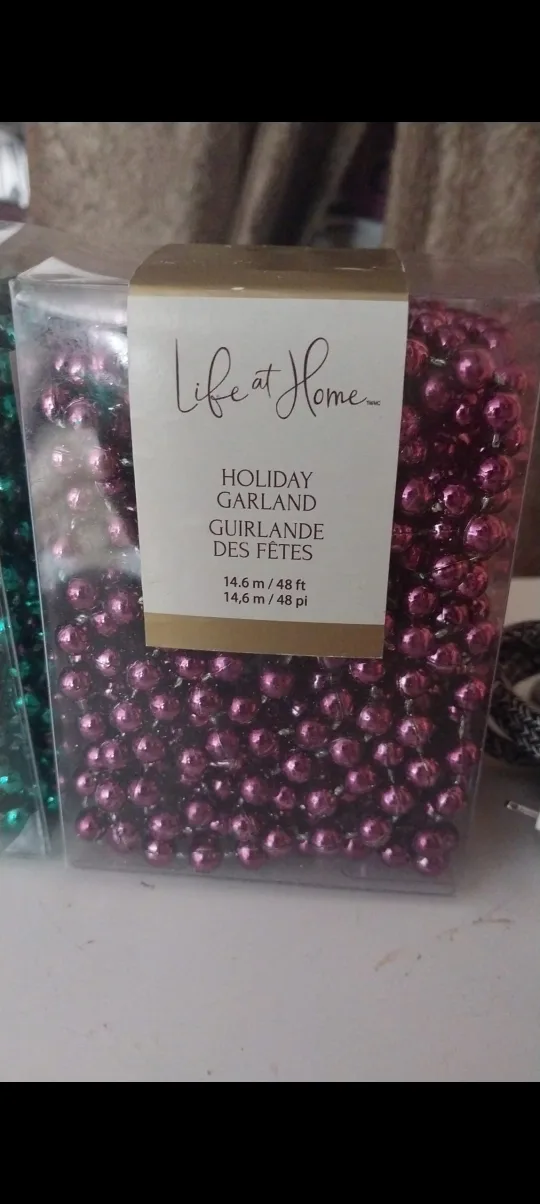 Life at Home
HOLIDAY
GARLAND
GUIRLANDE
DES FÊTES
14.6 m / 48 ft
14,6 m / 48 pi